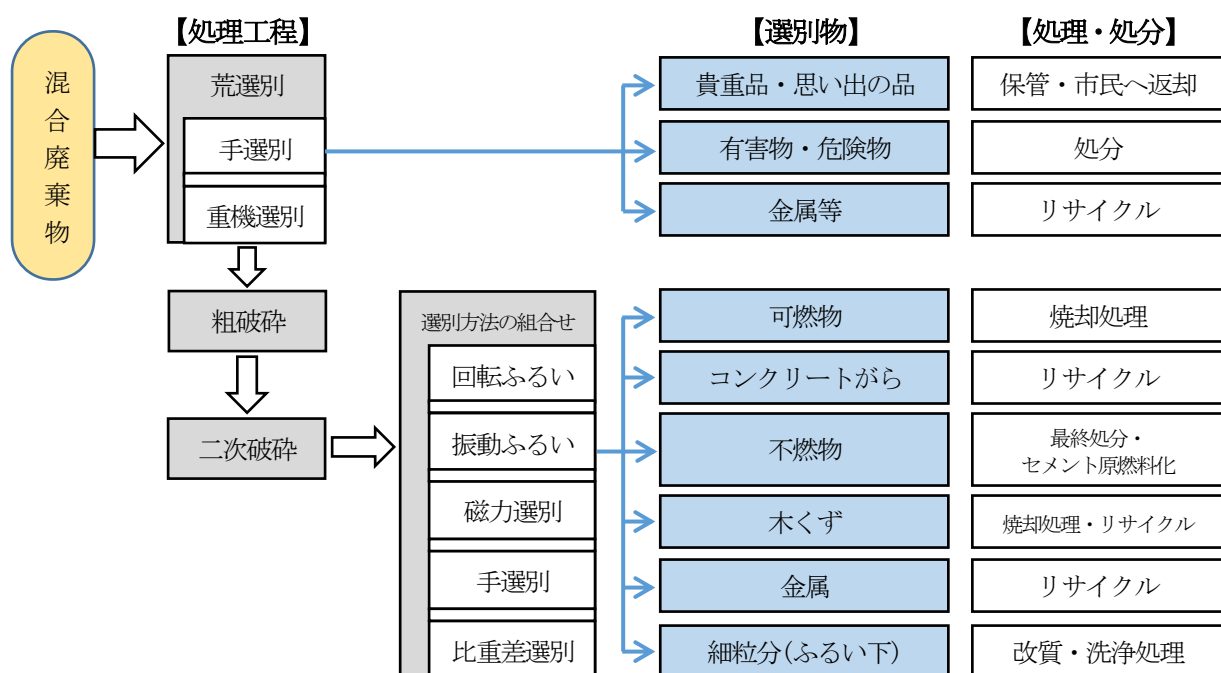 【処理工程】
【選別物】
【処理・処分】
混合廃棄物
荒選別
手選別
重機選別
貴重品・思い出の品
保管・市民へ返却
有害物・危険物
処分
金属等
リサイクル
粗破砕
二次破砕
選別方法の組合せ
回転ふるい
振動ふるい
磁力選別
手選別
比重差選別
可燃物
焼却処理
コンクリートがら
リサイクル
不燃物
最終処分・
セメント原燃料化
木くず
焼却処理・リサイクル
金属
リサイクル
細粒分(ふるい下)
改質・洗浄処理